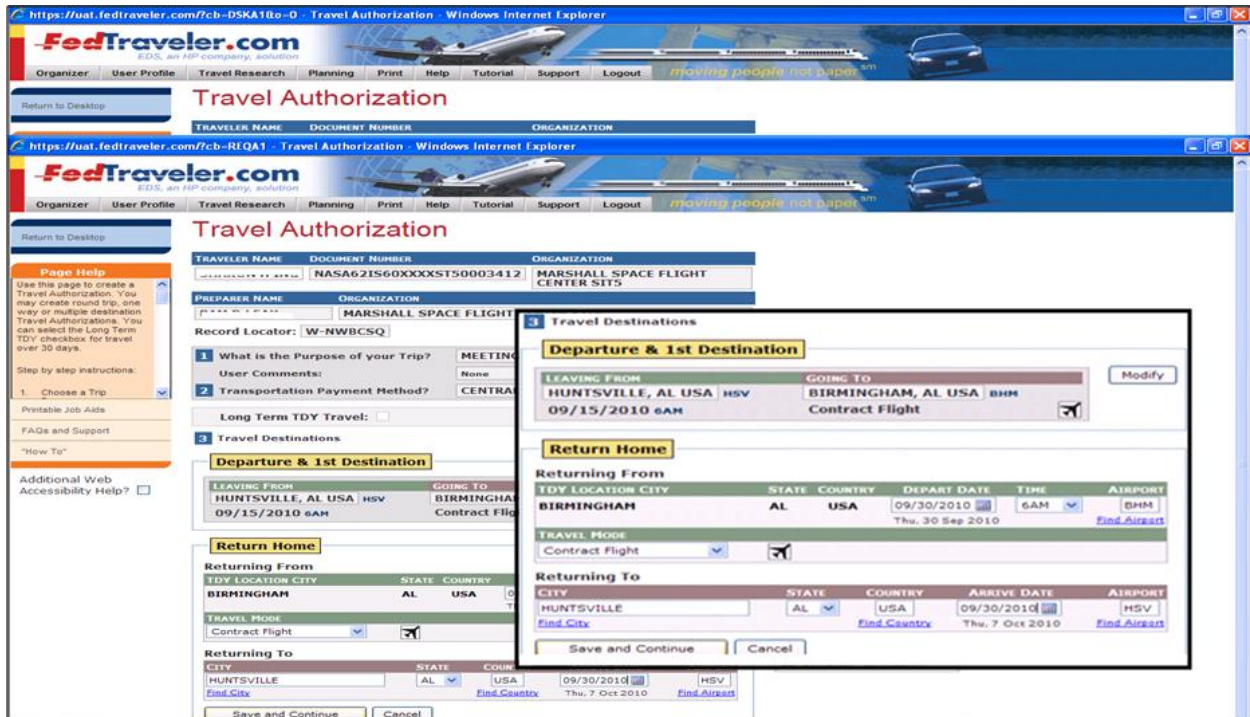 https://uat.fedtraveler.com/?cb=DSKA1&o=0 - Travel Authorization - Windows Internet Explorer
FedTraveler.com
EDS, an HP company, solution
Organizer User Profile Travel Research Planning Print Help Tutorial Support Logout moving people not paper sm
Return to Desktop
Travel Authorization
TRAVELER NAME DOCUMENT NUMBER ORGANIZATION
https://uat.fedtraveler.com/?cb=REQA1 - Travel Authorization - Windows Internet Explorer
FedTraveler.com
EDS, an HP company, solution
Organizer User Profile Travel Research Planning Print Help Tutorial Support Logout moving people not paper sm
Return to Desktop
Travel Authorization
Page Help
Use this page to create a
Travel Authorization. You
may create round trip, one
way or multiple destination
Travel Authorizations. You
can select the Long Term
TDY checkbox for travel
over 30 days.
Step by step instructions:
1. Choose a Trip
Printable Job Aids
FAQs and Support
"How To"
Additional Web
Accessibility Help?
TRAVELER NAME DOCUMENT NUMBER ORGANIZATION
NASA62IS60XXXXST50003412 MARSHALL SPACE FLIGHT
CENTER SIT5
PREPARER NAME ORGANIZATION
MARSHALL SPACE FLIGHT
Record Locator: W-NWBCSQ
1 What is the Purpose of your Trip? MEETING
User Comments: None
2 Transportation Payment Method? CENTRA
Long Term TDY Travel:
3 Travel Destinations
Departure & 1st Destination
LEAVING FROM GOING TO
HUNTSVILLE, AL USA HSV BIRMINGHA
09/15/2010 6AM Contract Flig
Return Home
Returning From
TDY LOCATION CITY STATE COUNTRY
BIRMINGHAM AL USA
TRAVEL MODE
Contract Flight
Returning To
CITY STATE COUN
HUNTSVILLE AL USA 09/30/2010 HSV
Find City Find Country Thu, 7 Oct 2010 Find Airport
Save and Continue Cancel
3 Travel Destinations
Departure & 1st Destination
LEAVING FROM GOING TO
Modify
HUNTSVILLE, AL USA HSV BIRMINGHAM, AL USA BHM
09/15/2010 6AM Contract Flight
Return Home
Returning From
TDY LOCATION CITY STATE COUNTRY DEPART DATE TIME AIRPORT
BIRMINGHAM AL USA 09/30/2010 6AM BHM
Thu, 30 Sep 2010 Find Airport
TRAVEL MODE
Contract Flight
Returning To
CITY STATE COUNTRY ARRIVE DATE AIRPORT
HUNTSVILLE AL USA 09/30/2010 HSV
Find City Find Country Thu, 7 Oct 2010 Find Airport
Save and Continue Cancel